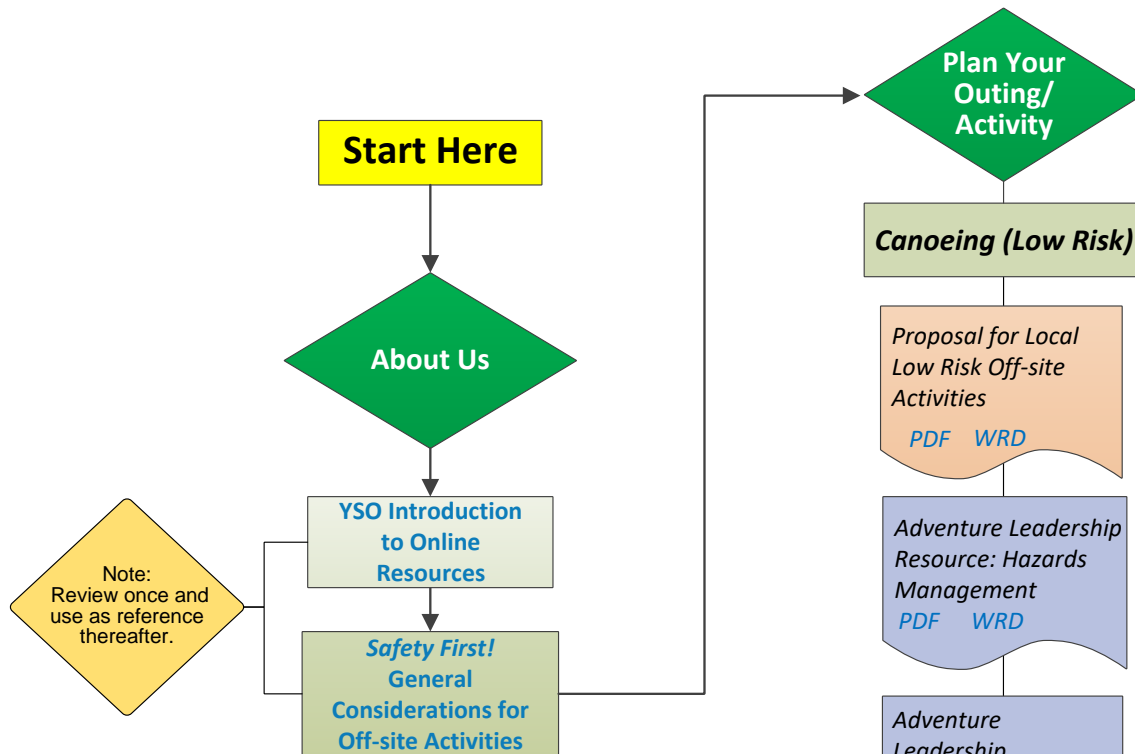 Start Here
About Us
YSO Introduction
to Online
Resources
Note:
Review once and
use as reference
thereafter.
Safety First!
General
Considerations for
Off-site Activities
Plan Your
Outing/
Activity
Canoeing (Low Risk)
Proposal for Local
Low Risk Off-site
Activities
PDF WRD
Adventure Leadership
Resource: Hazards
Management
PDF WRD
Adventure
Leadership